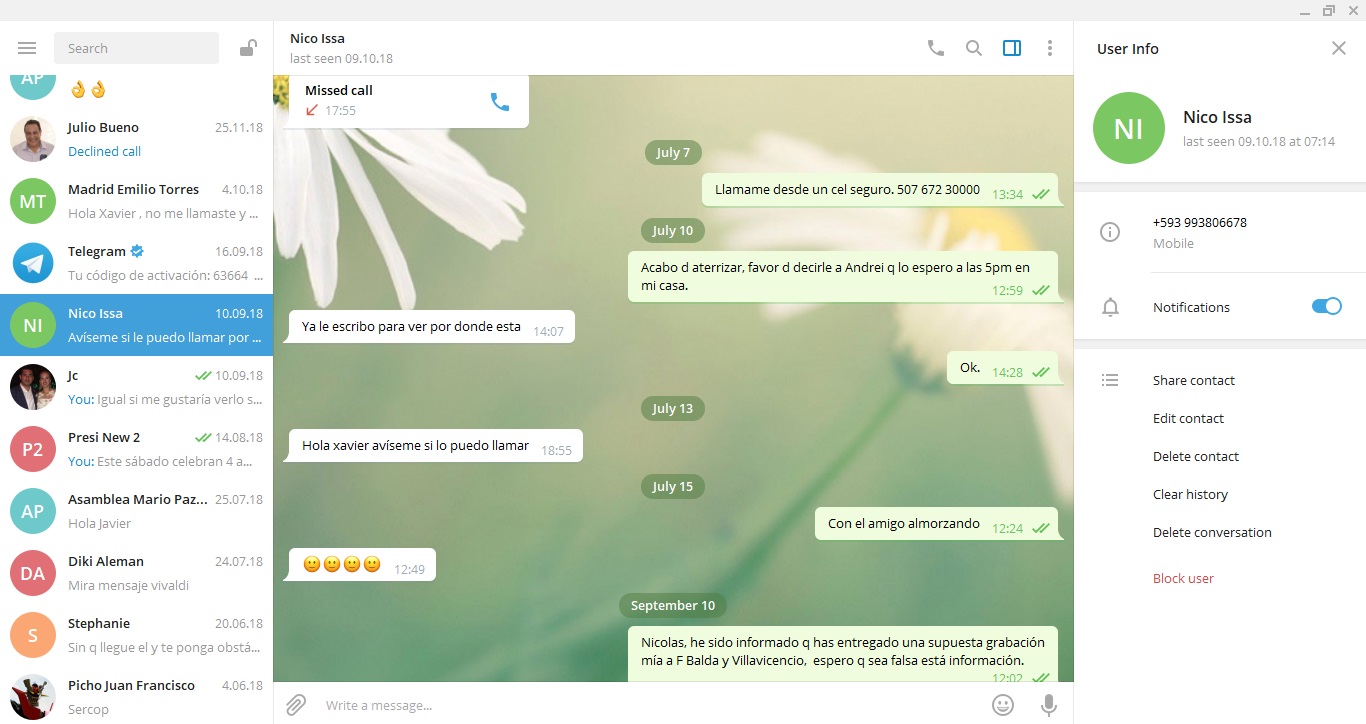 Search
AP
Julio Bueno
25.11.18
Declined call
MT
Madrid Emilio Torres
4.10.18
Hola Xavier , no me llamaste y ...
Telegram
16.09.18
Tu código de activación: 63664 ...
NI
Nico Issa
10.09.18
Avíseme si le puedo llamar por ...
Jc
10.09.18
You: Igual si me gustaría verlo s...
P2
Presi New 2
14.08.18
You: Este sábado celebran 4 a...
AP
Asamblea Mario Paz...
25.07.18
Hola Javier
DA
Diki Aleman
24.07.18
Mira mensaje vivaldi
S
Stephanie
20.06.18
Sin q llegue el y te ponga obstá...
Picho Juan Francisco
4.06.18
Sercop
Nico Issa
last seen 09.10.18
Missed call
17:55
July 7
Llamame desde un cel seguro. 507 672 30000
13:34
July 10
Acabo d aterrizar, favor d decirle a Andrei q lo espero a las 5pm en
mi casa.
12:59
Ya le escribo para ver por donde esta
14:07
Ok.
14:28
July 13
Hola xavier avíseme si lo puedo llamar
18:55
July 15
Con el amigo almorzando
12:24
12:49
September 10
Nicolas, he sido informado q has entregado una supuesta grabación
mía a F Balda y Villavicencio, espero q sea falsa está información.
12:02
Write a message...
User Info
NI
Nico Issa
last seen 09.10.18 at 07:14
+593 993806678
Mobile
Notifications
Share contact
Edit contact
Delete contact
Clear history
Delete conversation
Block user